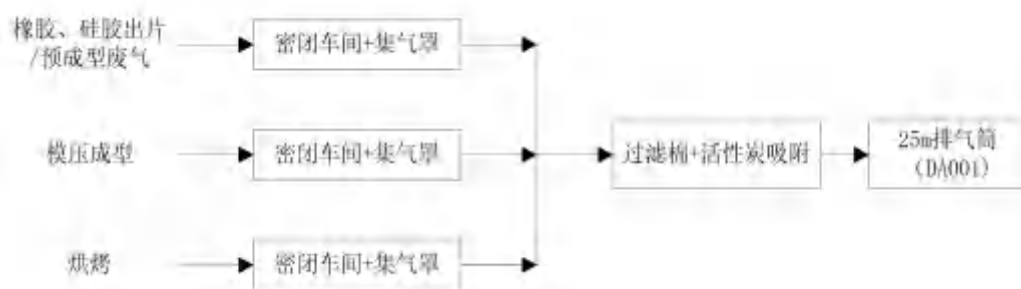 橡胶、硅胶出片
/预成型废气
密闭车间+集气罩
模压成型
密闭车间+集气罩
过滤棉+活性炭吸附
25m排气筒
（DA001）
烘烤
密闭车间+集气罩